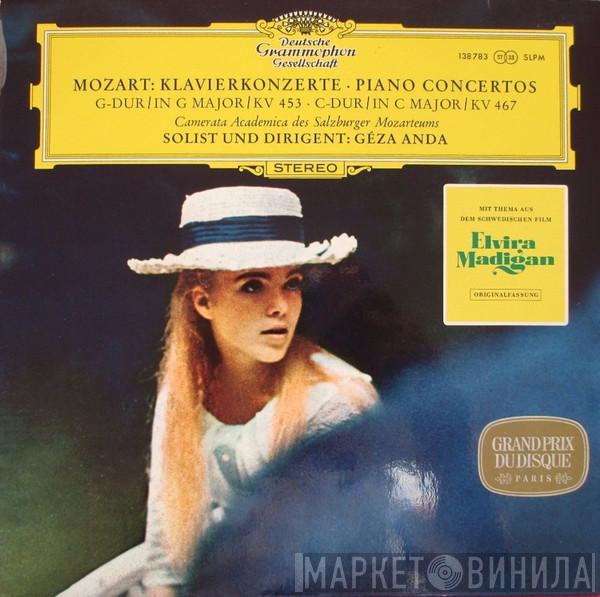 Deutsche
Grammophon
Gesellschaft
138783 ST 33 SLPM
MOZART: KLAVIERKONZERTE · PIANO CONCERTOS
G-DUR/IN G MAJOR/KV 453 · C-DUR/IN C MAJOR/KV 467
Camerata Academica des Salzburger Mozarteums
SOLIST UND DIRIGENT: GÉZA ANDA
STEREO
MIT THEMA AUS
DEM SCHWEDISCHEN FILM
Elvira
Madigan
ORIGINALFASSUNG
GRAND PRIX
DU DISQUE
PARIS
МАРКЕТ ВИНИЛА